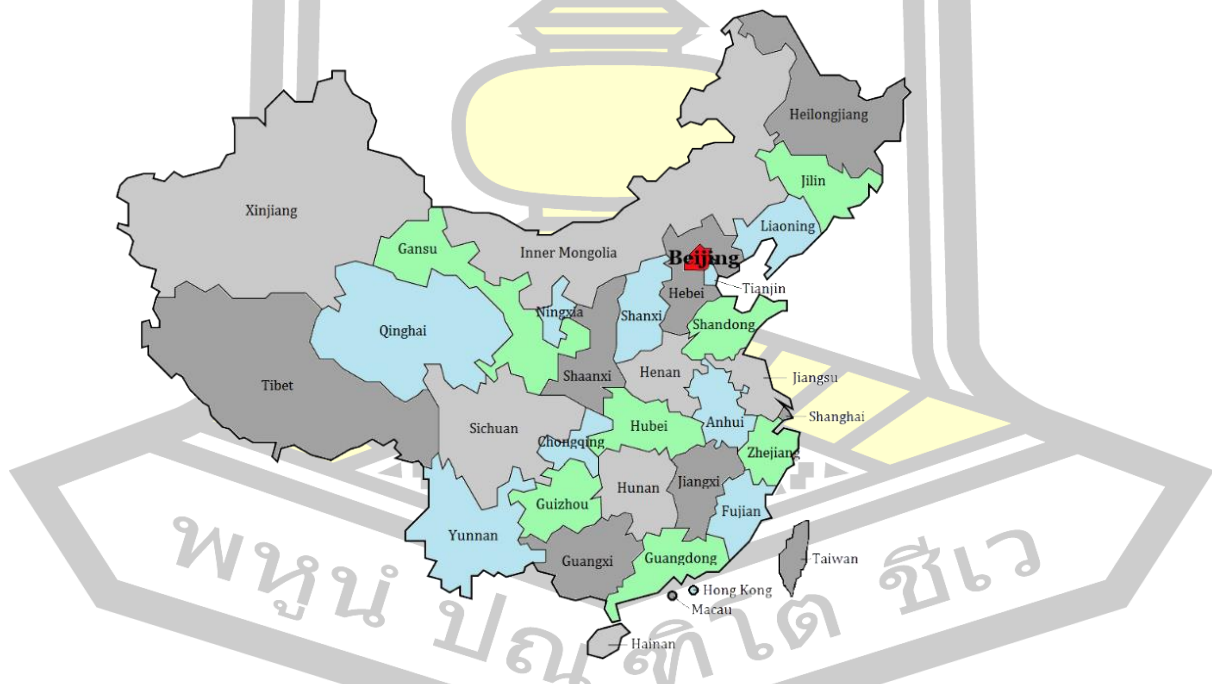 Heilongjiang
Jilin
Xinjiang
Liaoning
Gansu
Inner Mongolia
Beijing
Tianjin
Hebei
Ningxia
Shanxi
Shandong
Qinghai
Henan
Shaanxi
Jiangsu
Tibet
Shanghai
Sichuan
Hubei
Anhui
Chongqing
Zhejiang
Jiangxi
Hunan
Guizhou
Fujian
Yunnan
Guangxi
Guangdong
Taiwan
Hong Kong
Macau
Hainan
พหูนํ ปณฺฑิโต ชีเว